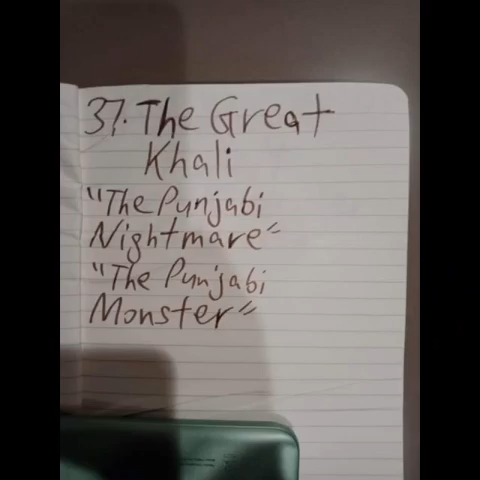 37. The Great
Khali
"The Punjabi
Nightmare"
"The Punjabi
Monster"